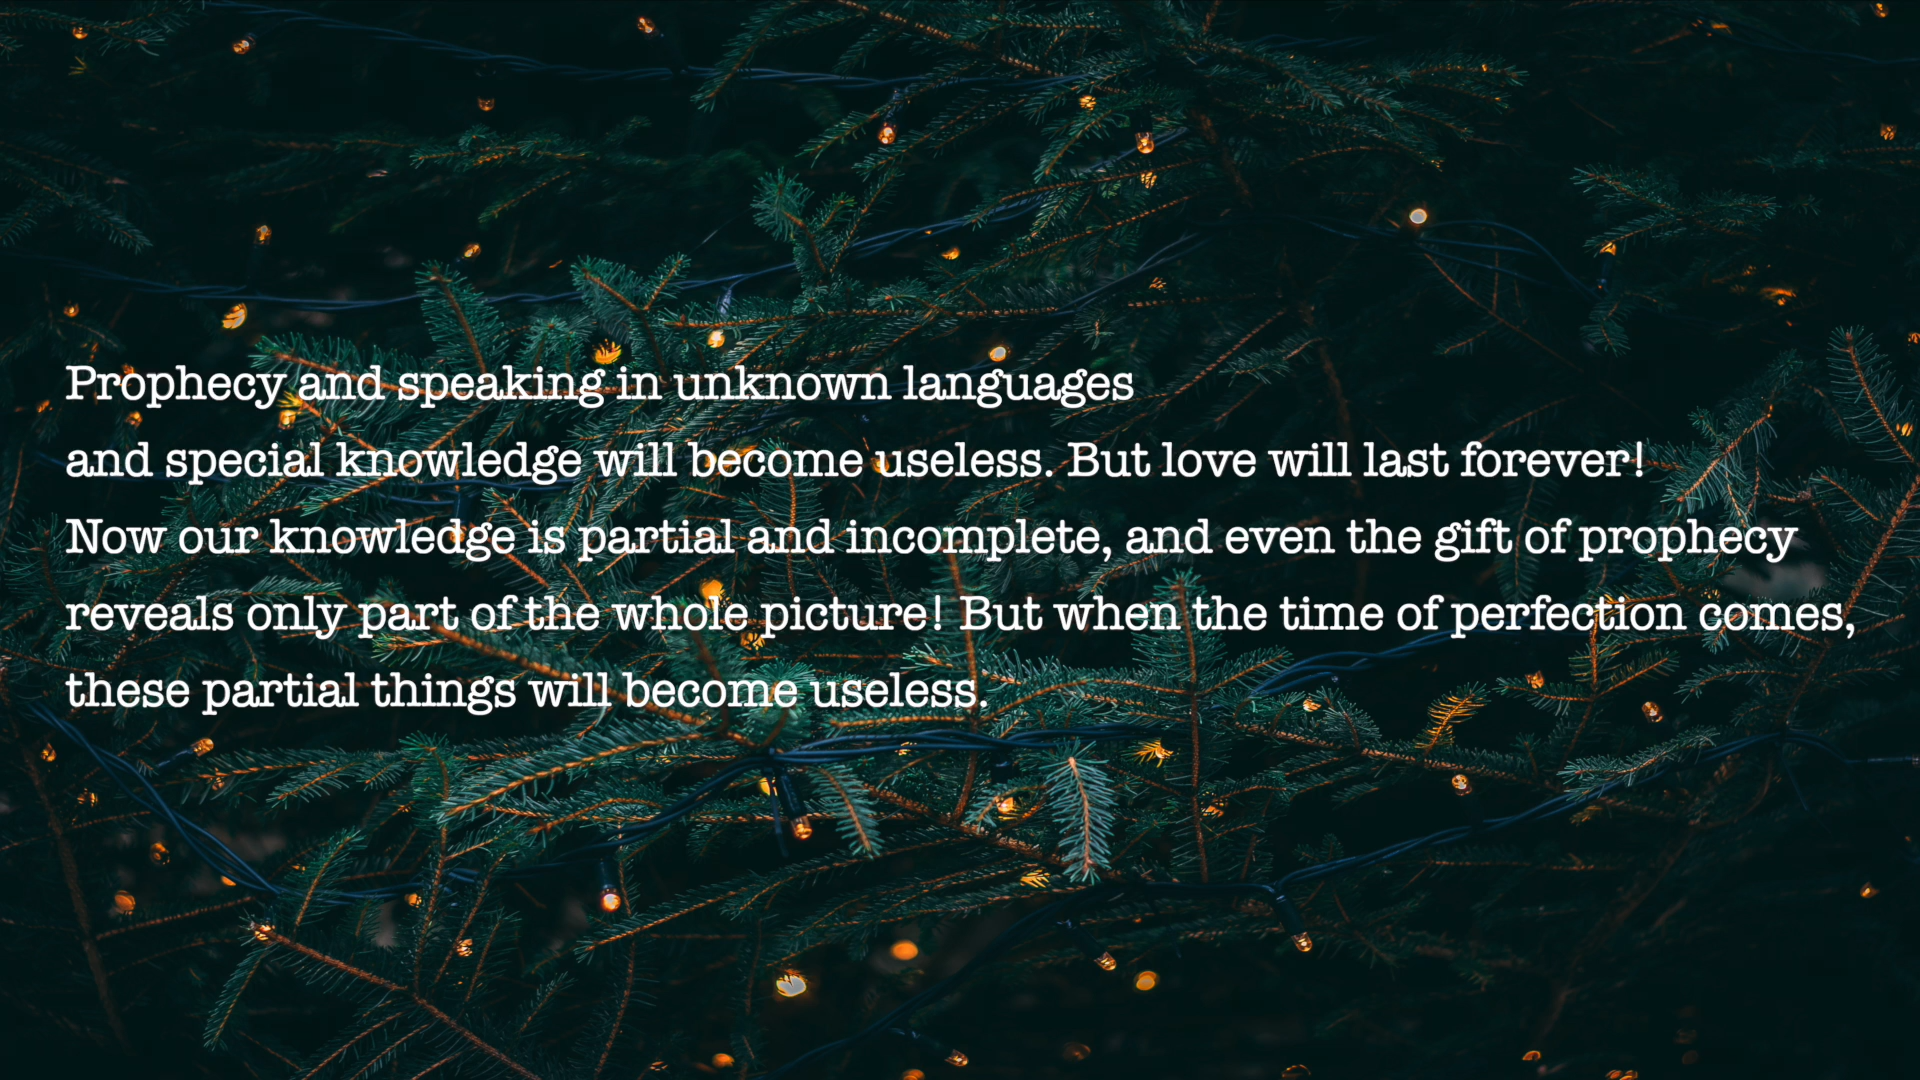 Prophecy and speaking in unknown languages
and special knowledge will become useless. But love will last forever!
Now our knowledge is partial and incomplete, and even the gift of prophecy
reveals only part of the whole picture! But when the time of perfection comes,
these partial things will become useless.